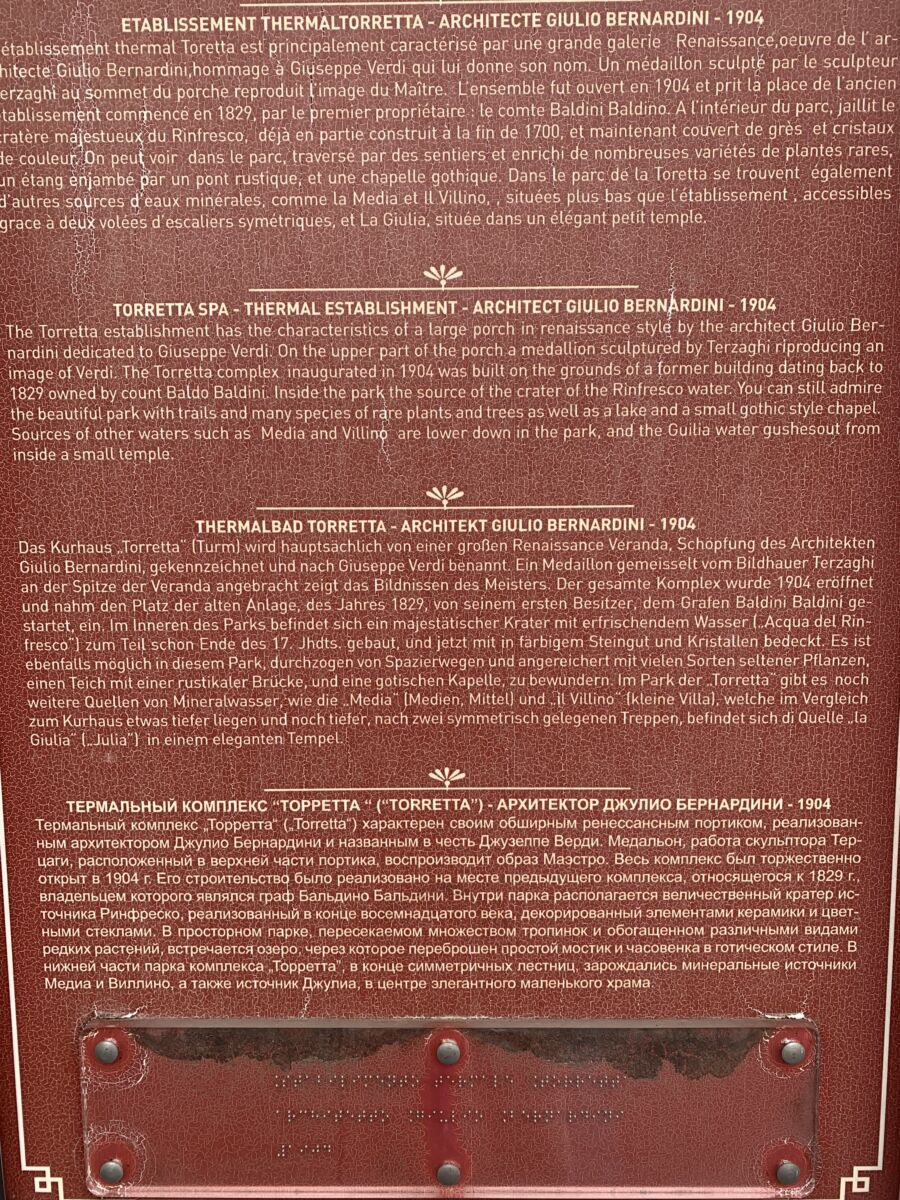 ETABLISSEMENT THERMALTORRETTA - ARCHITECTE GIULIO BERNARDINI - 1904
établissement thermal Toretta est principalement caractérisé par une grande galerie Renaissance,oeuvre de l' ar-
hitecte Giulio Bernardini,hommage à Giuseppe Verdi qui lui donne son nom. Un médaillon sculpté par le sculpteur
erzaghi au sommet du porche reproduit l'image du Maître. L'ensemble fut ouvert en 1904 et prit la place de l'ancien
établissement commencé en 1829, par le premier propriétaire : le comte Baldini Baldino. A l'intérieur du parc, jaillit le
cratère majestueux du Rinfresco, déjà en partie construit à la fin de 1700, et maintenant couvert de grès et cristaux
de couleur. On peut voir dans le parc, traversé par des sentiers et enrichi de nombreuses variétés de plantes rares,
un étang enjambé par un pont rustique, et une chapelle gothique. Dans le parc de la Toretta se trouvent également
d'autres sources d'eaux minérales, comme la Media et Il Villino, , situées plus bas que l'établissement , accessibles
grace à deux volées d'escaliers symétriques, et La Giulia, située dans un élégant petit temple.
TORRETTA SPA - THERMAL ESTABLISHMENT - ARCHITECT GIULIO BERNARDINI - 1904
The Torretta establishment has the characteristics of a large porch in renaissance style by the architect Giulio Ber-
nardini dedicated to Giuseppe Verdi. On the upper part of the porch a medallion sculptured by Terzaghi riproducing an
image of Verdi. The Torretta complex inaugurated in 1904 was built on the grounds of a former building dating back to
1829 owned by count Baldo Baldini. Inside the park the source of the crater of the Rinfresco water. You can still admire
the beautiful park with trails and many species of rare plants and trees as well as a lake and a small gothic style chapel.
Sources of other waters such as Media and Villino are lower down in the park, and the Guilia water gushesout from
inside a small temple.
THERMALBAD TORRETTA - ARCHITEKT GIULIO BERNARDINI - 1904
Das Kurhaus „Torretta“ (Turm) wird hauptsächlich von einer großen Renaissance Veranda, Schöpfung des Architekten
Giulio Bernardini, gekennzeichnet und nach Giuseppe Verdi benannt. Ein Medaillon gemeisselt vom Bildhauer Terzaghi
an der Spitze der Veranda angebracht zeigt das Bildnissen des Meisters. Der gesamte Komplex wurde 1904 eröffnet
und nahm den Platz der alten Anlage, des Jahres 1829, von seinem ersten Besitzer, dem Grafen Baldini Baldini ge-
startet, ein. Im Inneren des Parks befindet sich ein majestätischer Krater mit erfrischendem Wasser („Acqua del Rin-
fresco“) zum Teil schon Ende des 17. Jhdts. gebaut, und jetzt mit in färbigem Steingut und Kristallen bedeckt. Es ist
ebenfalls möglich in diesem Park, durchzogen von Spazierwegen und angereichert mit vielen Sorten seltener Pflanzen,
einen Teich mit einer rustikaler Brücke, und eine gotischen Kapelle, zu bewundern. Im Park der „Torretta“ gibt es noch
weitere Quellen von Mineralwasser, wie die „Media“ (Medien, Mittel) und „il Villino“ (kleine Villa), welche im Vergleich
zum Kurhaus etwas tiefer liegen und noch tiefer, nach zwei symmetrisch gelegenen Treppen, befindet sich di Quelle „la
Giulia“ („Julia“) in einem eleganten Tempel.
ТЕРМАЛЬНЫЙ КОМПЛЕКС “ТОРРЕТТА “ (“TORRETTA”) - АРХИТЕКТОР ДЖУЛИО БЕРНАРДИНИ - 1904
Термальный комплекс „Торретта“ („Torretta“) характерен своим обширным ренессансным портиком, реализован-
ным архитектором Джулио Бернардини и названным в честь Джузеппе Верди. Медальон, работа скульптора Тер-
цаги, расположенный в верхней части портика, воспроизводит образ Маэстро. Весь комплекс был торжественно
открыт в 1904 г. Его строительство было реализовано на месте предыдущего комплекса, относящегося к 1829 г.,
владельцем которого являлся граф Бальдино Бальдини. Внутри парка располагается величественный кратер ис-
точника Ринфреско, реализованный в конце восемнадцатого века, декорированный элементами керамики и цвет-
ными стеклами. В просторном парке, пересекаемом множеством тропинок и обогащенном различными видами
редких растений, встречается озеро, через которое переброшен простой мостик и часовенка в готическом стиле. В
нижней части парка комплекса „Торретта“, в конце симметричных лестниц, зарождались минеральные источники
Медиа и Виллино, а также источник Джулиа, в центре элегантного маленького храма.